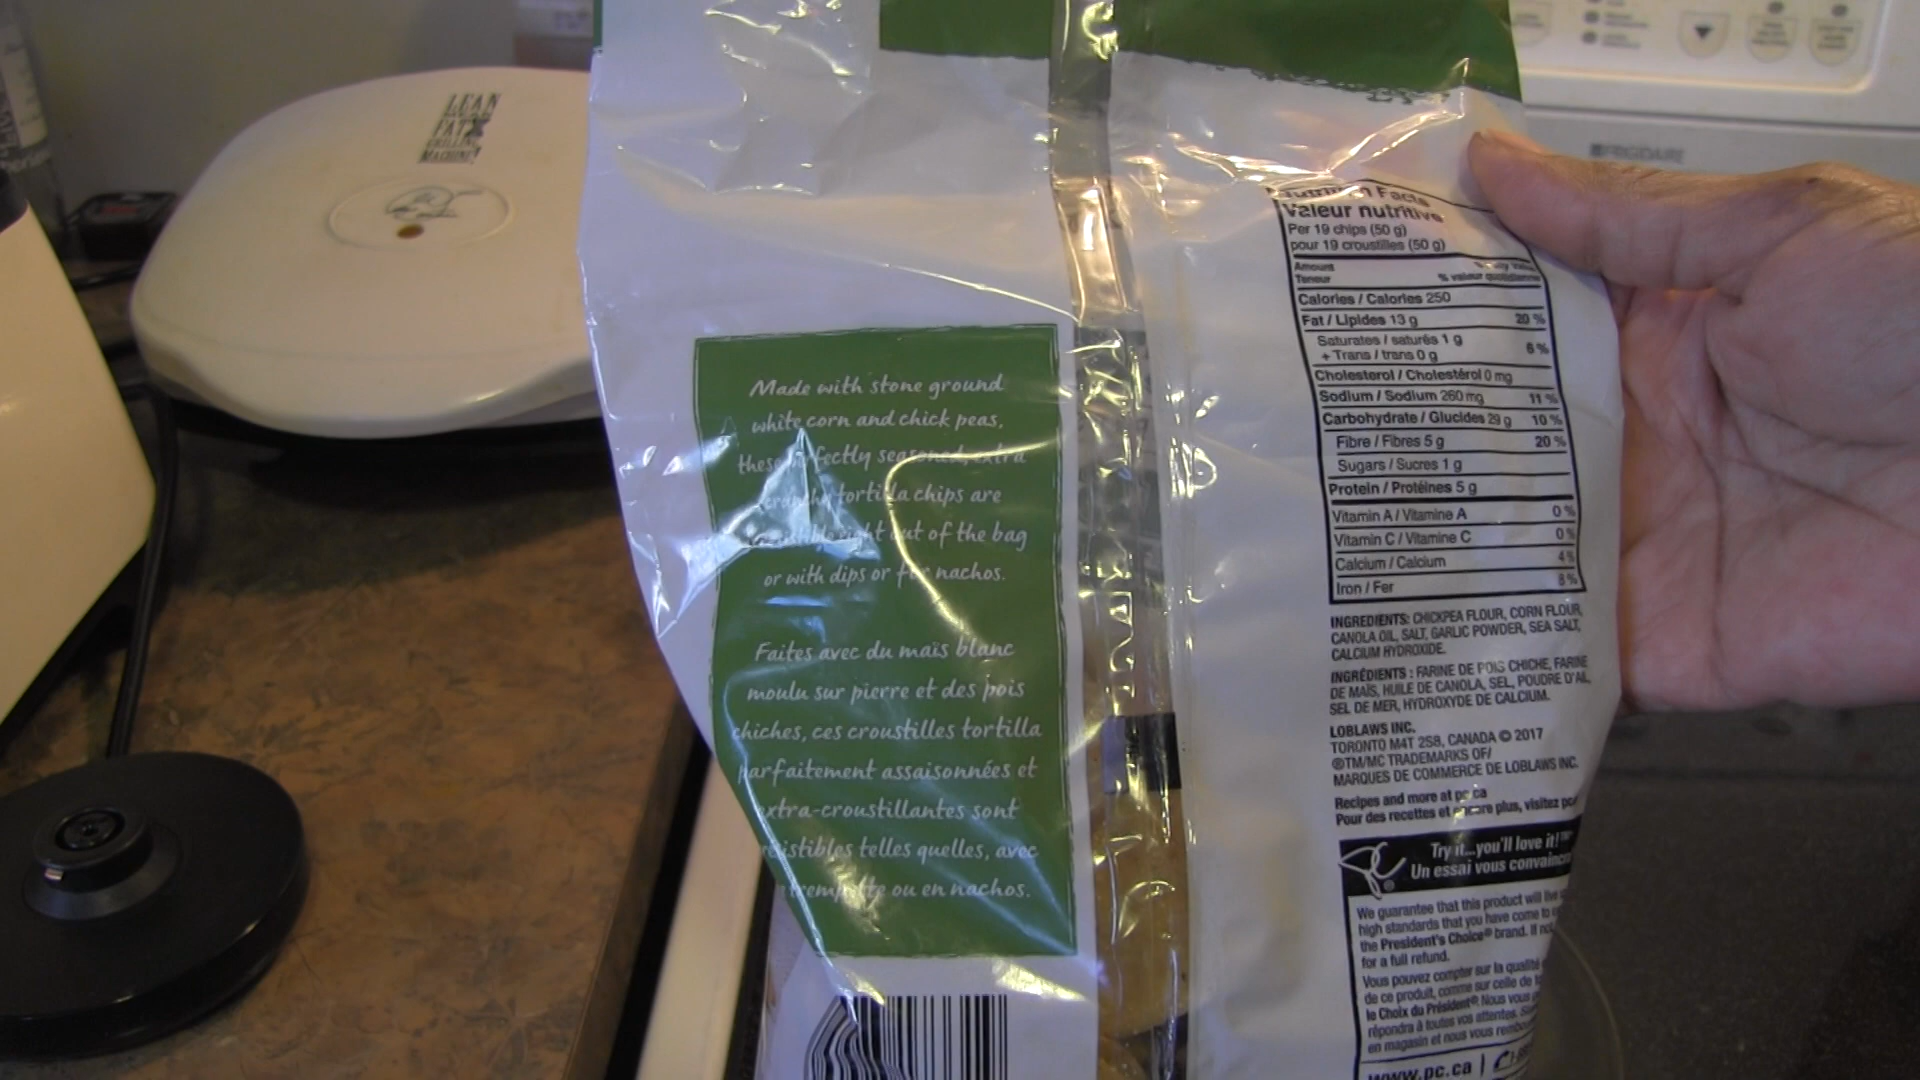 LEAN
FAT
GRILLING
MACHINE
FRIGIDAIRE
Made with stone ground
white corn and chick peas,
these seasoned, extra
tortilla chips are
out of the bag
or with dips or for nachos.
Faites avec du maïs blanc
moulu sur pierre et des pois
chiches, ces croustilles tortilla
parfaitement assaisonnées et
extra-croustillantes sont
telles quelles, avec
ou en nachos.
Nutrition Facts
Valeur nutritive
Per 19 chips (50 g)
pour 19 croustilles (50 g)
Amount
Teneur % valeur quotidienne
Calories / Calories 250
Fat / Lipides 13 g 20 %
Saturates / saturés 1 g
+ Trans / trans 0 g 6 %
Cholesterol / Cholestérol 0 mg
Sodium / Sodium 260 mg 11 %
Carbohydrate / Glucides 29 g 10 %
Fibre / Fibres 5 g 20 %
Sugars / Sucres 1 g
Protein / Protéines 5 g
Vitamin A / Vitamine A 0 %
Vitamin C / Vitamine C 0 %
Calcium / Calcium 4 %
Iron / Fer 8 %
INGREDIENTS: CHICKPEA FLOUR, CORN FLOUR,
CANOLA OIL, SALT, GARLIC POWDER, SEA SALT,
CALCIUM HYDROXIDE.
INGRÉDIENTS : FARINE DE POIS CHICHE, FARINE
DE MAÏS, HUILE DE CANOLA, SEL, POUDRE D'AIL,
SEL DE MER, HYDROXYDE DE CALCIUM.
LOBLAWS INC.
TORONTO M4T 2S8, CANADA © 2017
®TM/MC TRADEMARKS OF/
MARQUES DE COMMERCE DE LOBLAWS INC.
Recipes and more at pc.ca
Pour des recettes et encore plus, visitez
PC
Try it...you'll love it!™
Un essai vous
We guarantee that this product will
high standards that you have come to
the President's Choice® brand. If not,
for a full refund.
Vous pouvez compter sur la qualité
de ce produit, comme sur celle de
le Choix du Président® Nous vous
répondra à toutes vos attentes.
en magasin et nous vous
www.pc.ca